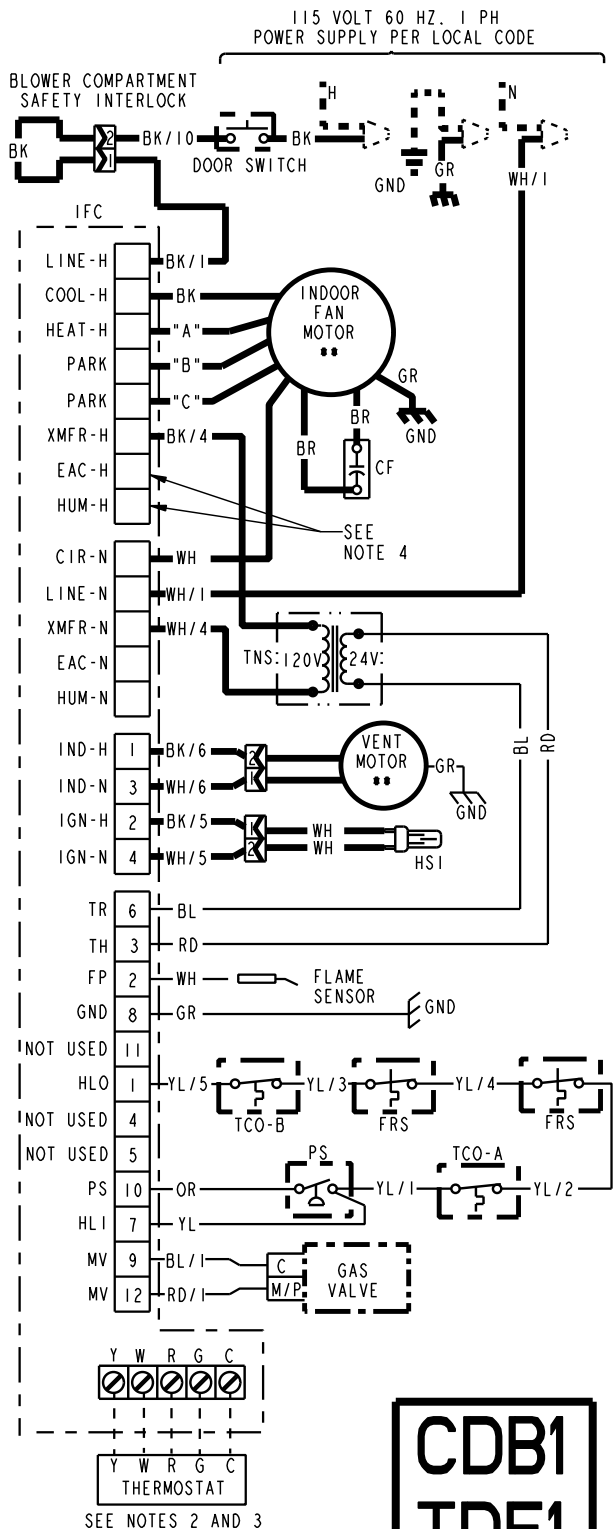 115 VOLT 60 HZ. 1 PH
POWER SUPPLY PER LOCAL CODE
BLOWER COMPARTMENT
SAFETY INTERLOCK
H
N
BK
2
1
BK/10
DOOR SWITCH
BK
GND
GR
WH/1
IFC
LINE-H
BK/1
COOL-H
BK
HEAT-H
"A"
PARK
"B"
PARK
"C"
XMFR-H
BK/4
EAC-H
HUM-H
INDOOR
FAN
MOTOR
**
GR
GND
BR
BR
CF
SEE
NOTE 4
CIR-N
WH
LINE-N
WH/1
XMFR-N
WH/4
EAC-N
HUM-N
TNS
120V
24V
BL
RD
IND-H
1
BK/6
2
IND-N
3
WH/6
1
VENT
MOTOR
**
GR
GND
IGN-H
2
BK/5
1
WH
IGN-N
4
WH/5
2
WH
HSI
TR
6
BL
TH
3
RD
FP
2
WH
FLAME
SENSOR
GND
8
GR
GND
NOT USED
11
HLO
1
YL/5
TCO-B
YL/3
FRS
YL/4
FRS
NOT USED
4
NOT USED
5
PS
10
OR
PS
YL/1
TCO-A
YL/2
HLI
7
YL
MV
9
BL/1
C
MV
12
RD/1
M/P
GAS
VALVE
Y W R G C
Y W R G C
THERMOSTAT
SEE NOTES 2 AND 3
CDB1